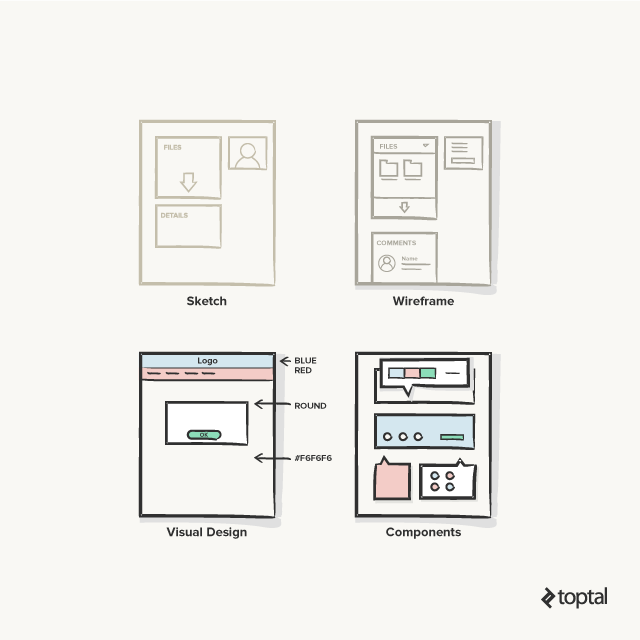 FILES
DETAILS
Sketch
FILES
COMMENTS
Name
Wireframe
Logo
OK
BLUE
RED
ROUND
#F6F6F6
Visual Design
Components
toptal